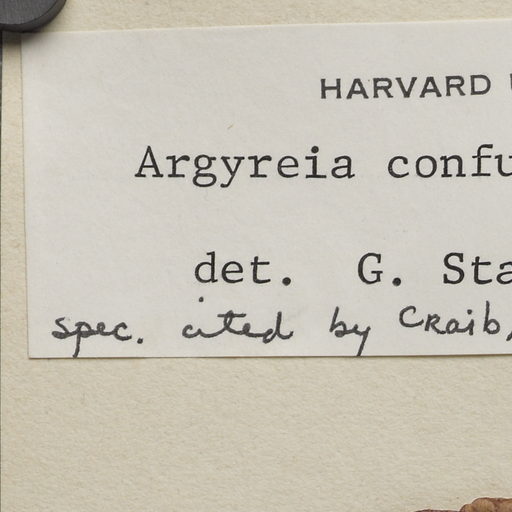 HARVARD
Argyreia confu
det. G. Sta
spec. cited by Craib,